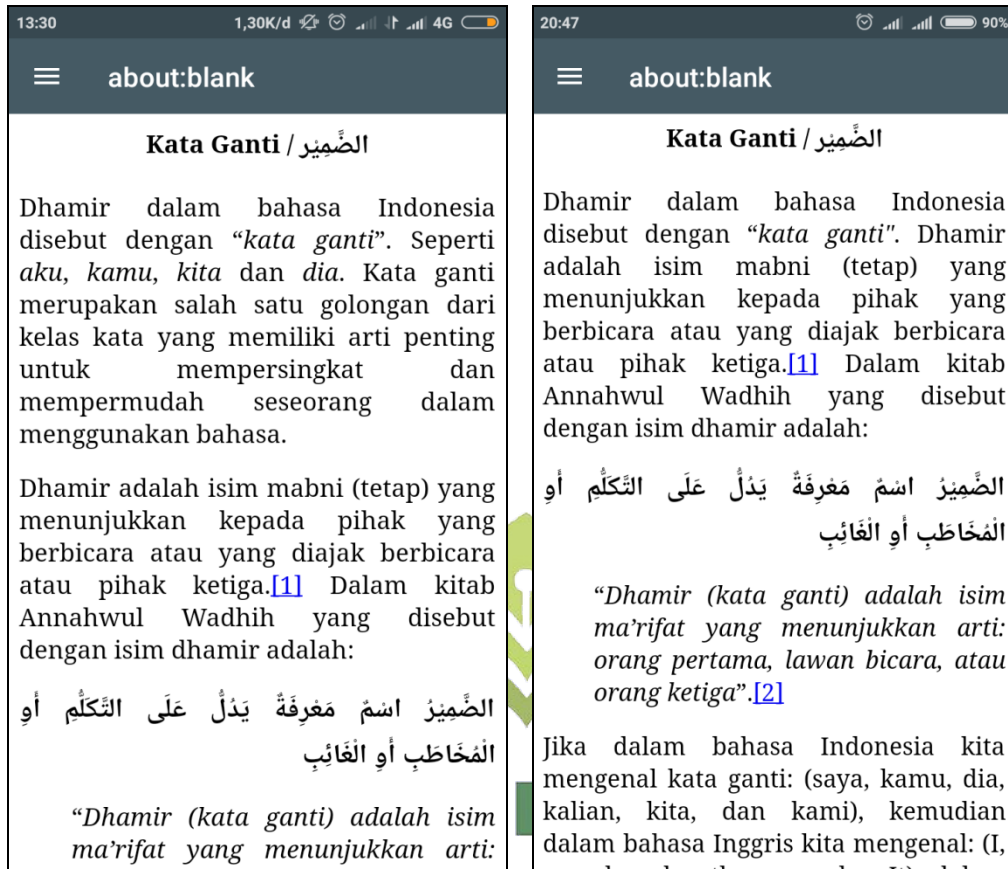 13:30
1,30K/d
4G
about:blank
Kata Ganti / الضَّمِيْر
Dhamir dalam bahasa Indonesia
disebut dengan “kata ganti”. Seperti
aku, kamu, kita dan dia. Kata ganti
merupakan salah satu golongan dari
kelas kata yang memiliki arti penting
untuk mempersingkat dan
mempermudah seseorang dalam
menggunakan bahasa.
Dhamir adalah isim mabni (tetap) yang
menunjukkan kepada pihak yang
berbicara atau yang diajak berbicara
atau pihak ketiga.[1] Dalam kitab
Annahwul Wadhih yang disebut
dengan isim dhamir adalah:
الضَّمِيْرُ اسْمٌ مَعْرِفَةٌ يَدُلُّ عَلَى التَّكَلُّمِ أَوِ
الْمُخَاطَبِ أَوِ الْغَائِبِ
“Dhamir (kata ganti) adalah isim
ma’rifat yang menunjukkan arti:
20:47
90%
about:blank
Kata Ganti / الضَّمِيْر
Dhamir dalam bahasa Indonesia
disebut dengan “kata ganti". Dhamir
adalah isim mabni (tetap) yang
menunjukkan kepada pihak yang
berbicara atau yang diajak berbicara
atau pihak ketiga.[1] Dalam kitab
Annahwul Wadhih yang disebut
dengan isim dhamir adalah:
الضَّمِيْرُ اسْمٌ مَعْرِفَةٌ يَدُلُّ عَلَى التَّكَلُّمِ أَوِ
الْمُخَاطَبِ أَوِ الْغَائِبِ
“Dhamir (kata ganti) adalah isim
ma’rifat yang menunjukkan arti:
orang pertama, lawan bicara, atau
orang ketiga”.[2]
Jika dalam bahasa Indonesia kita
mengenal kata ganti: (saya, kamu, dia,
kalian, kita, dan kami), kemudian
dalam bahasa Inggris kita mengenal: (I,